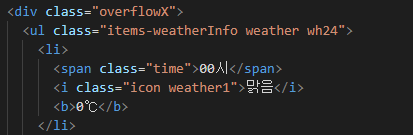 <div class="overflowX">
<ul class="items-weatherInfo weather wh24">
<li>
<span class="time">00시</span>
<i class="icon weather1">맑음</i>
<b>0℃</b>
</li>